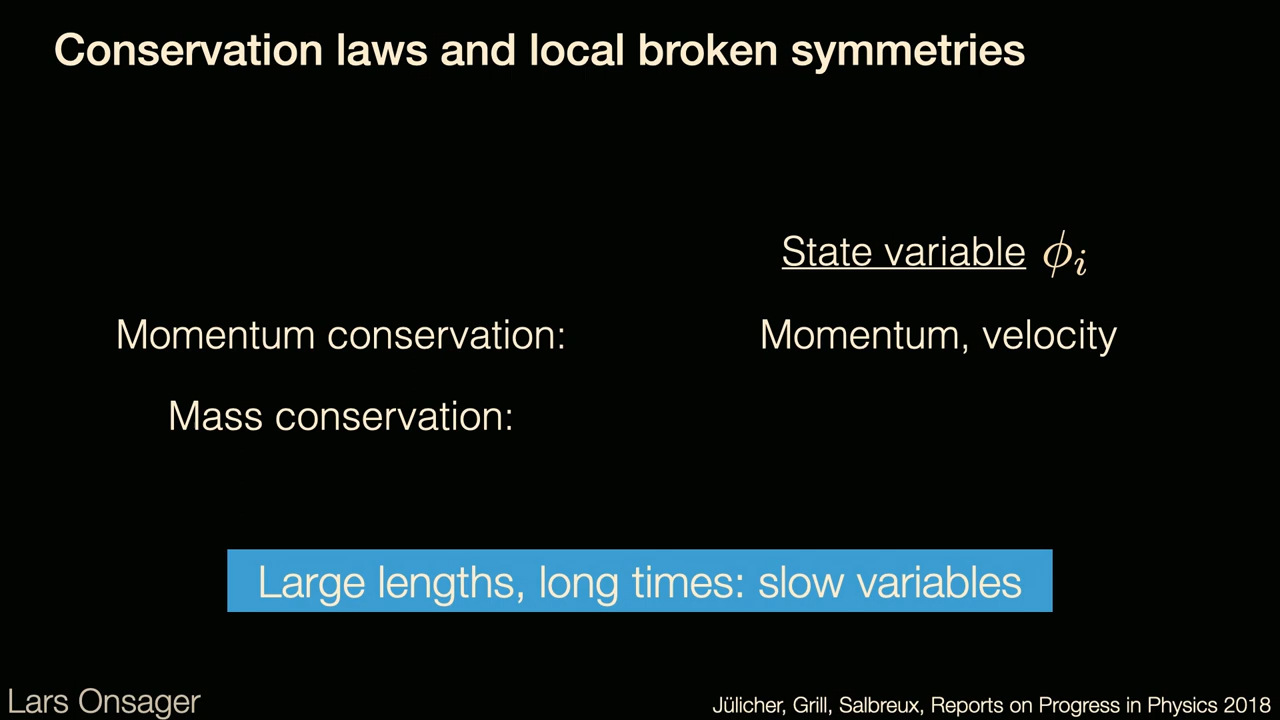 Conservation laws and local broken symmetries
State variable ϕᵢ
Momentum conservation: Momentum, velocity
Mass conservation:
Large lengths, long times: slow variables
Lars Onsager
Jülicher, Grill, Salbreux, Reports on Progress in Physics 2018